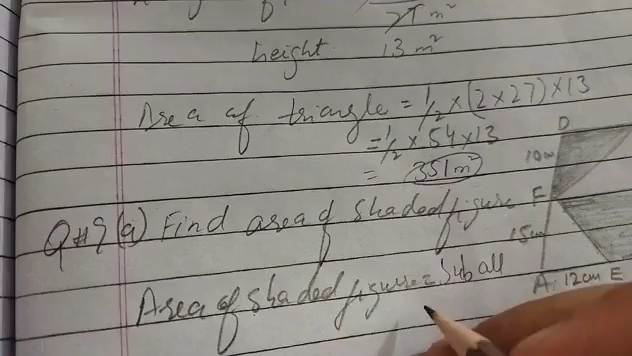 27 m²
height 13 m²
Area of triangle = 1/2 × (2 × 27) × 13
= 1/2 × 54 × 13
= 351 m²
Q#9 (a) Find area of shaded figure
Area of shaded figure = Sub all
D
10cm
F
15cm
A 12cm E